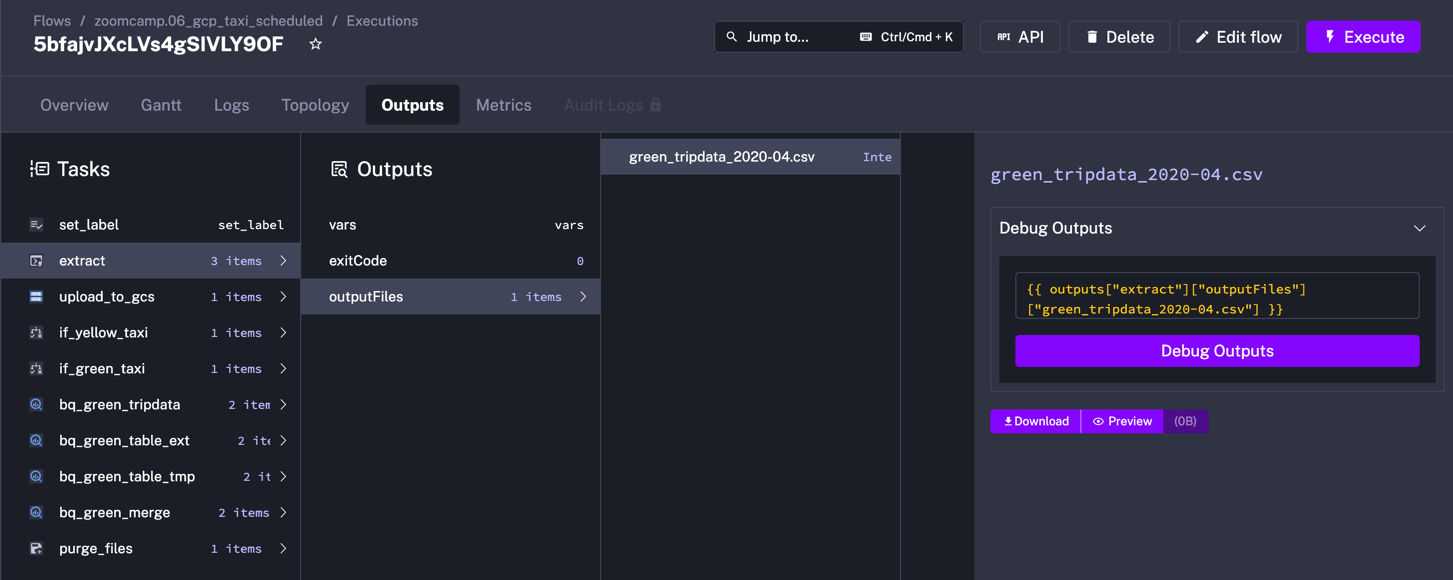 Flows / zoomcamp.06_gcp_taxi_scheduled / Executions
5bfajvJXcLVs4gSIVLY9OF
Jump to... Ctrl/Cmd + K
API API
Delete
Edit flow
Execute
Overview Gantt Logs Topology Outputs Metrics Audit Logs
Tasks
set_label set_label
extract 3 items
upload_to_gcs 1 items
if_yellow_taxi 1 items
if_green_taxi 1 items
bq_green_tripdata 2 item
bq_green_table_ext 2 ite
bq_green_table_tmp 2 it
bq_green_merge 2 items
purge_files 1 items
Outputs
vars vars
exitCode 0
outputFiles 1 items
green_tripdata_2020-04.csv Inte
green_tripdata_2020-04.csv
Debug Outputs
{{ outputs["extract"]["outputFiles"]
["green_tripdata_2020-04.csv"] }}
Debug Outputs
Download Preview (0B)